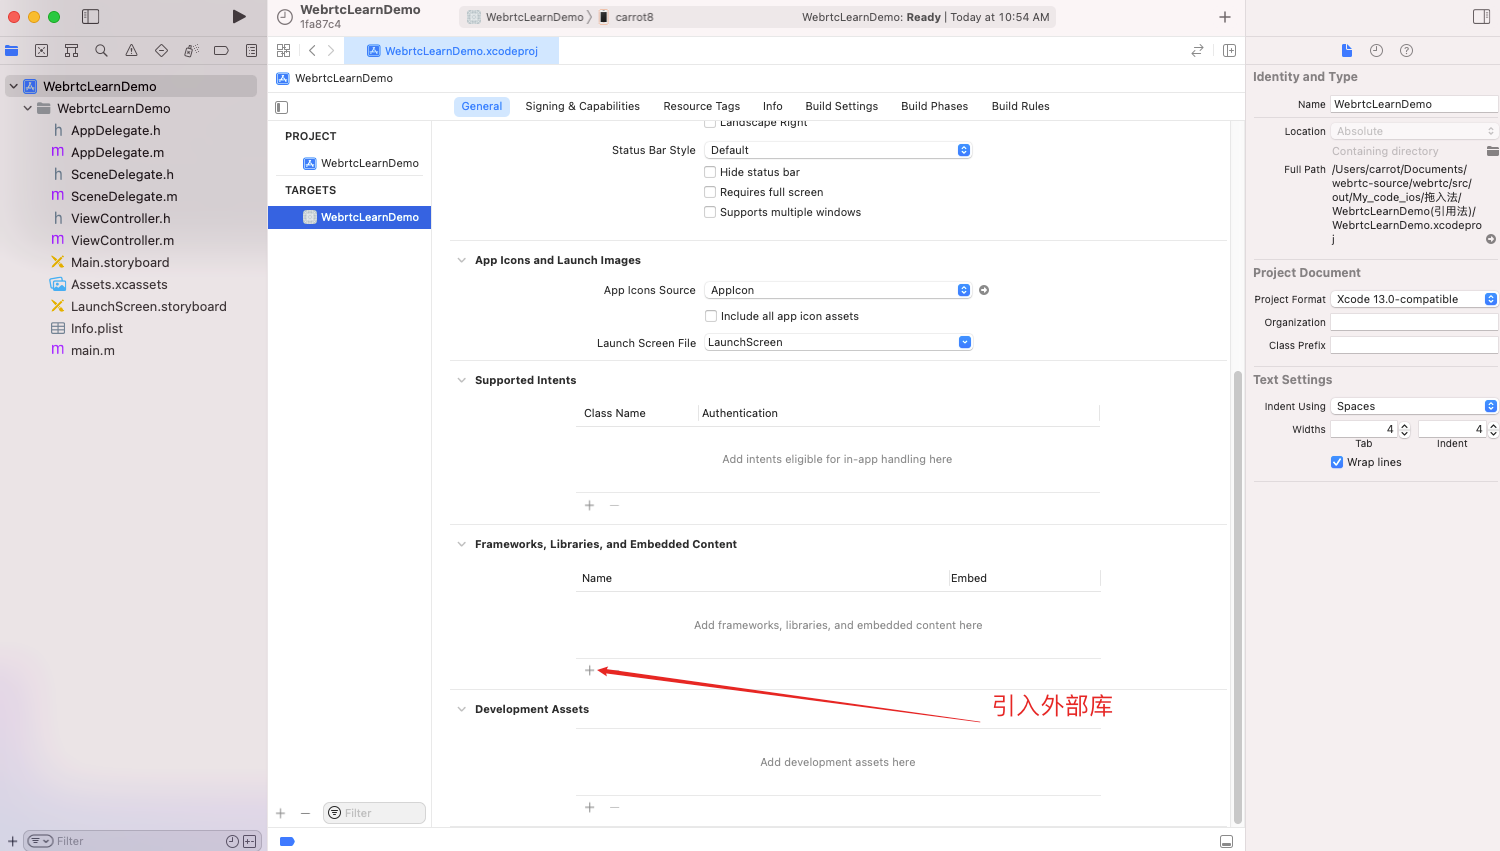 WebrtcLearnDemo
1fa87c4
WebrtcLearnDemo 〉 carrot8
WebrtcLearnDemo: Ready | Today at 10:54 AM
WebrtcLearnDemo.xcodeproj
WebrtcLearnDemo
WebrtcLearnDemo
WebrtcLearnDemo
h AppDelegate.h
m AppDelegate.m
h SceneDelegate.h
m SceneDelegate.m
h ViewController.h
m ViewController.m
Main.storyboard
Assets.xcassets
LaunchScreen.storyboard
Info.plist
m main.m
Filter
General Signing & Capabilities Resource Tags Info Build Settings Build Phases Build Rules
PROJECT
WebrtcLearnDemo
TARGETS
WebrtcLearnDemo
Filter
Landscape Right
Status Bar Style Default
Hide status bar
Requires full screen
Supports multiple windows
App Icons and Launch Images
App Icons Source AppIcon
Include all app icon assets
Launch Screen File LaunchScreen
Supported Intents
Class Name Authentication
Add intents eligible for in-app handling here
Frameworks, Libraries, and Embedded Content
Name Embed
Add frameworks, libraries, and embedded content here
引入外部库
Development Assets
Add development assets here
Identity and Type
Name WebrtcLearnDemo
Location Absolute
Containing directory
Full Path /Users/carrot/Documents/
webrtc-source/webrtc/src/
out/My_code_ios/拖入法/
WebrtcLearnDemo(引用法)/
WebrtcLearnDemo.xcodepro
j
Project Document
Project Format Xcode 13.0-compatible
Organization
Class Prefix
Text Settings
Indent Using Spaces
Widths 4 4
Tab Indent
Wrap lines